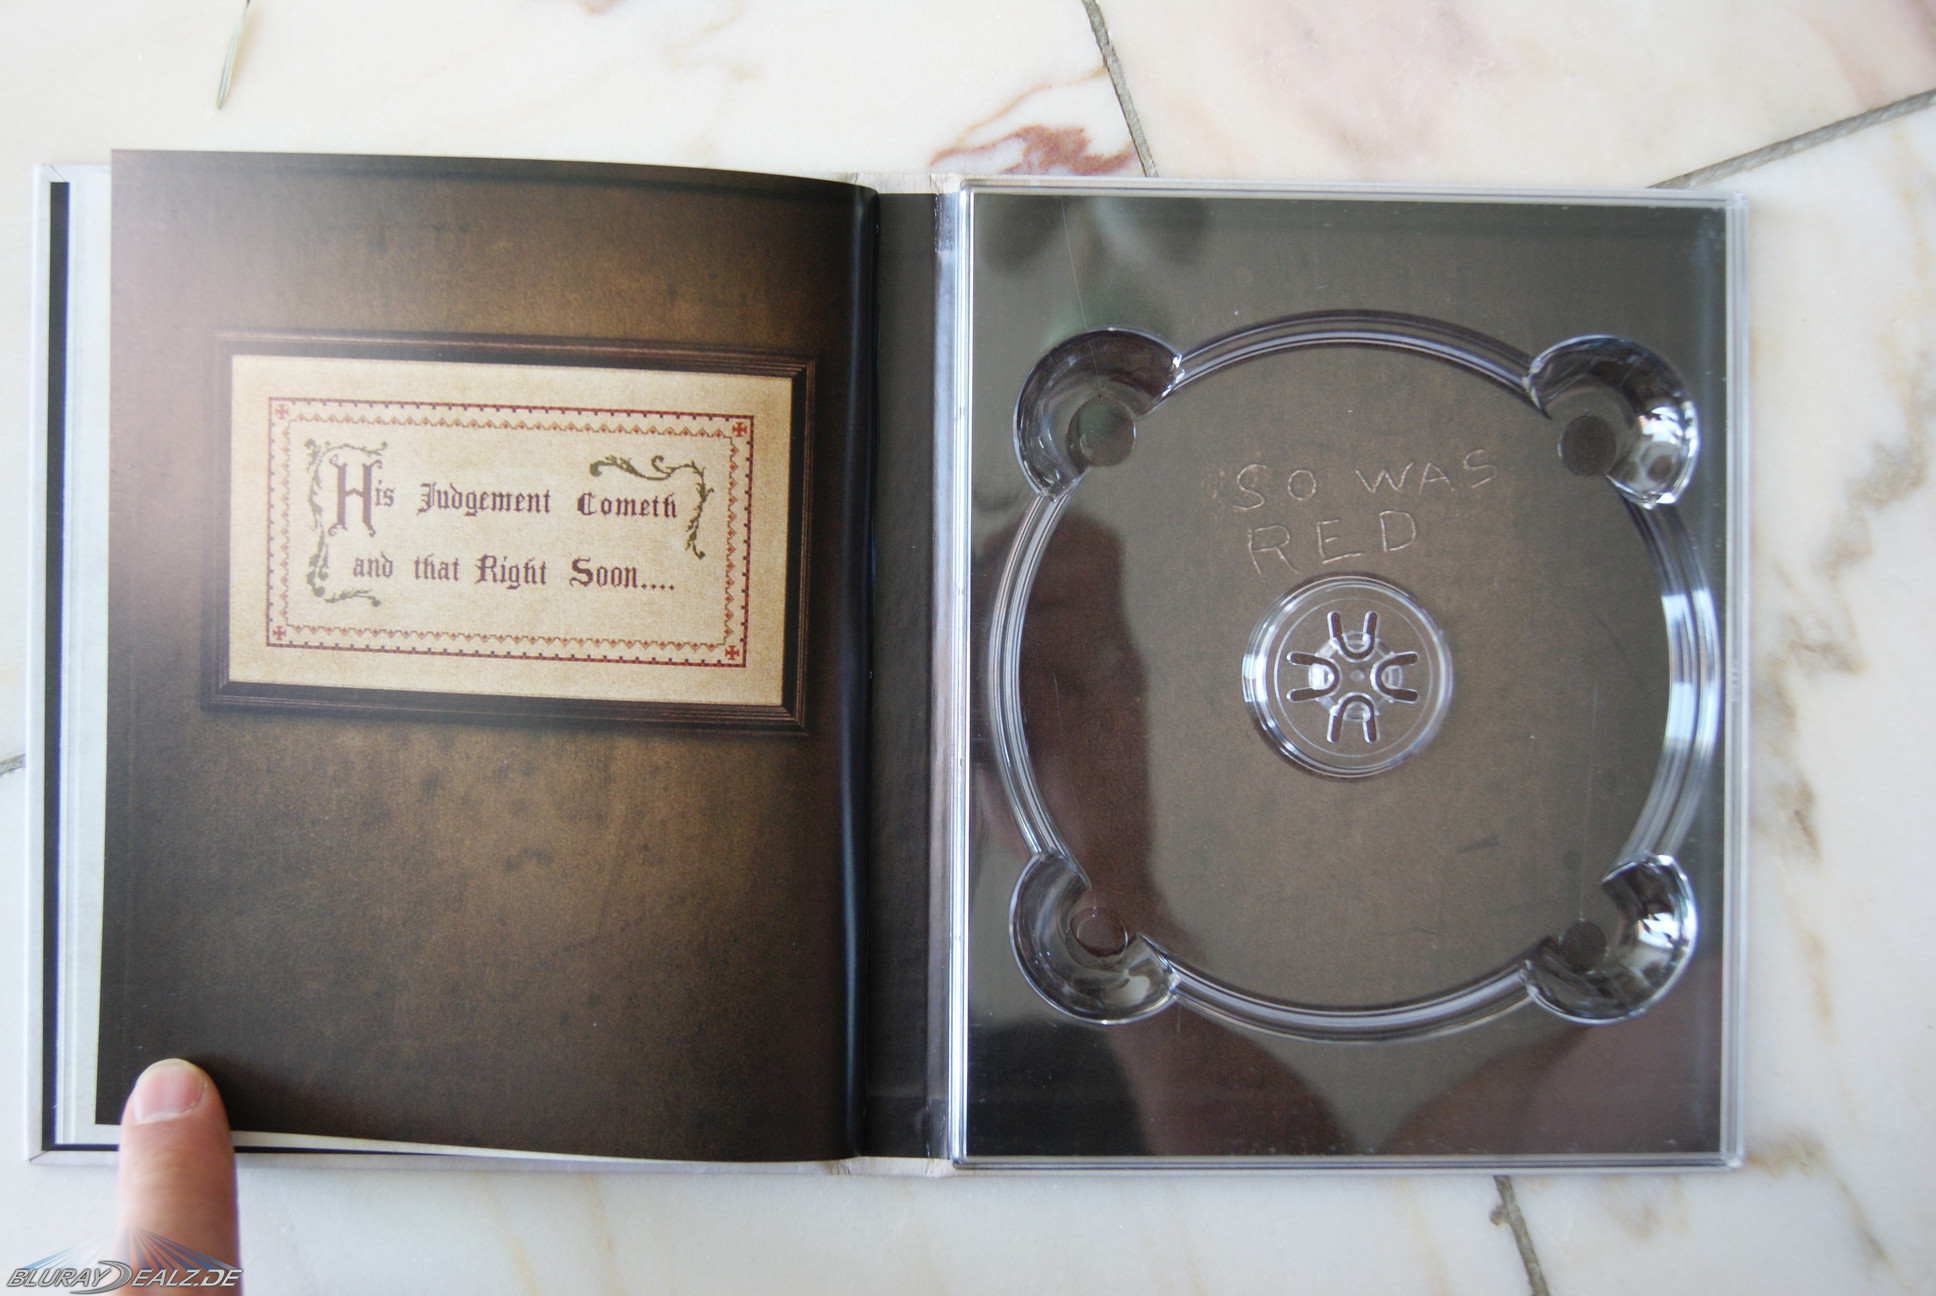 His Judgement Cometh
and that Right Soon....
SO WAS
RED
BLURAYDEALZ.DE